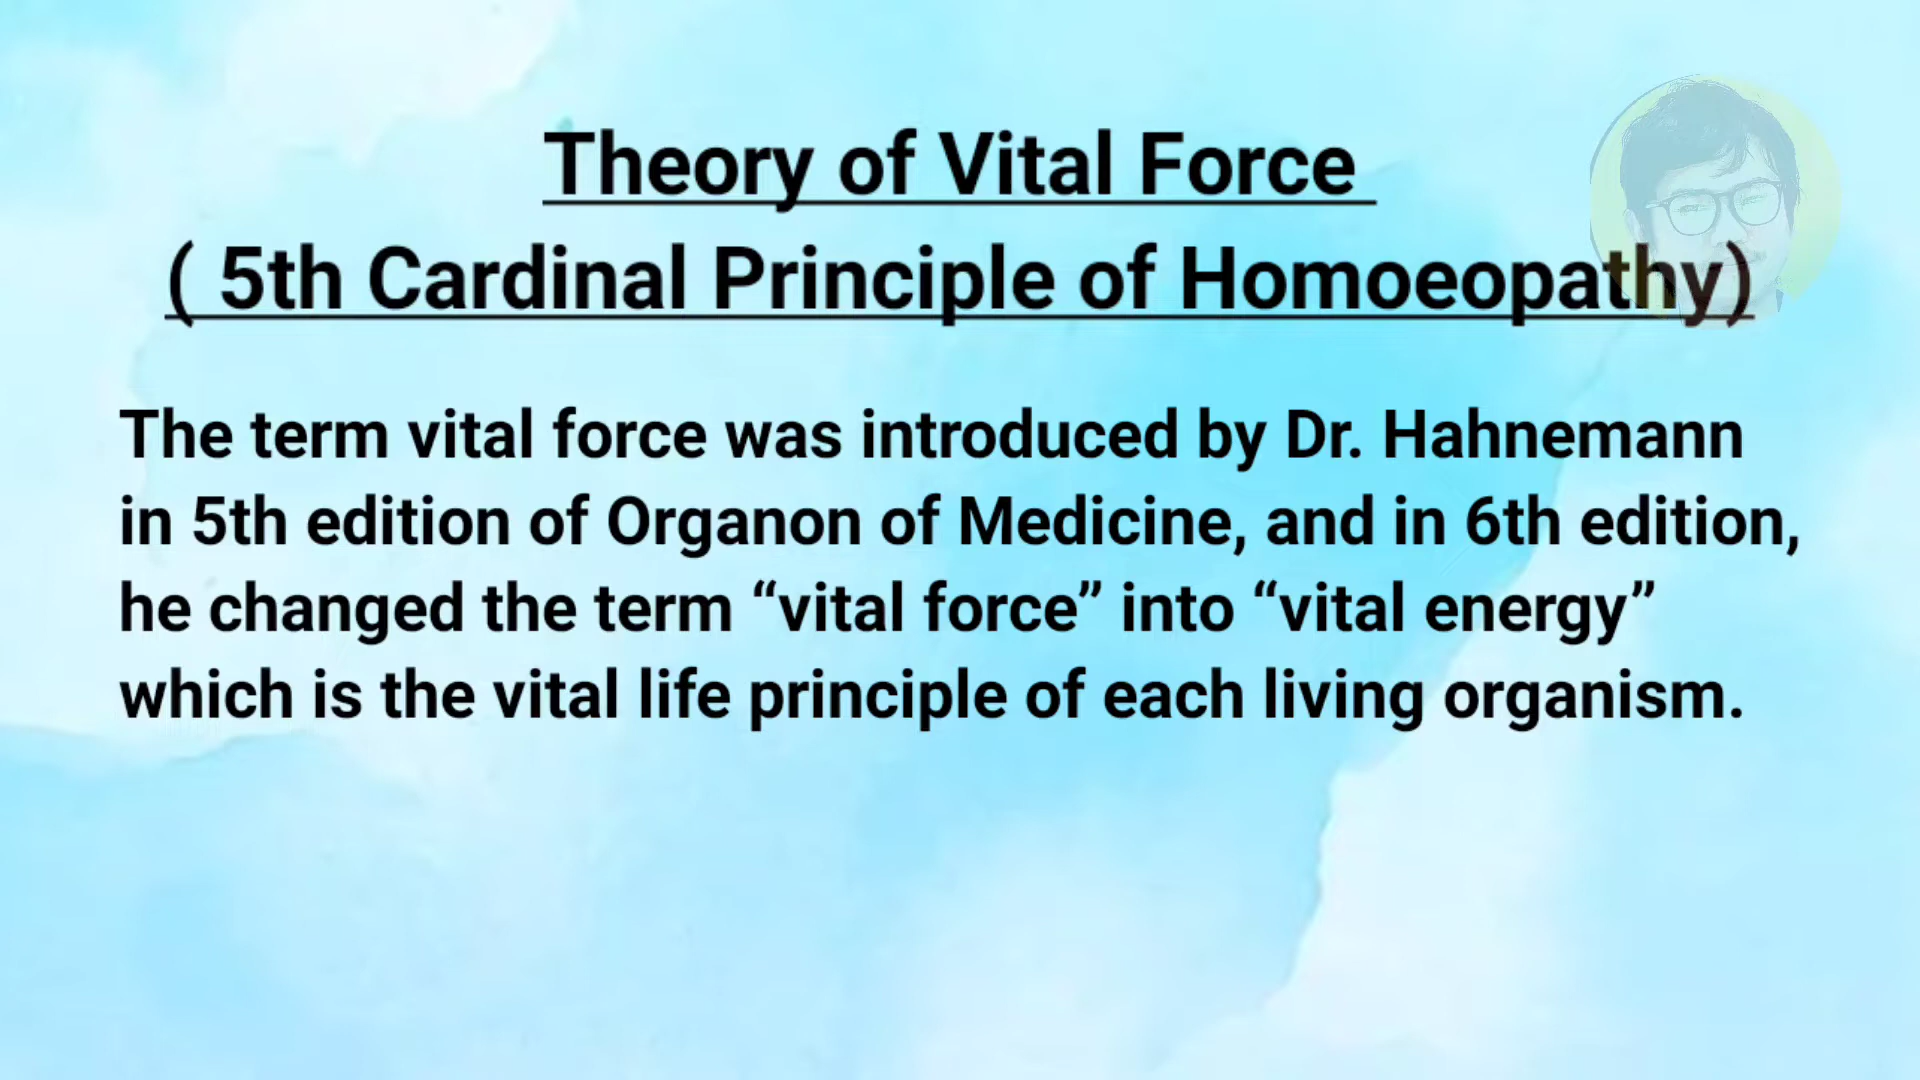 Theory of Vital Force
( 5th Cardinal Principle of Homoeopathy)
The term vital force was introduced by Dr. Hahnemann
in 5th edition of Organon of Medicine, and in 6th edition,
he changed the term “vital force” into “vital energy”
which is the vital life principle of each living organism.